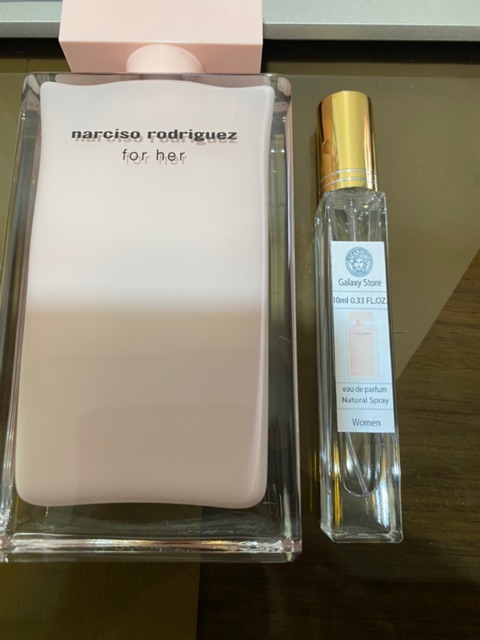 narciso rodriguez
for her
Galaxy Store
10ml 0.33 FL.OZ.
eau de parfum
Natural Spray
Women